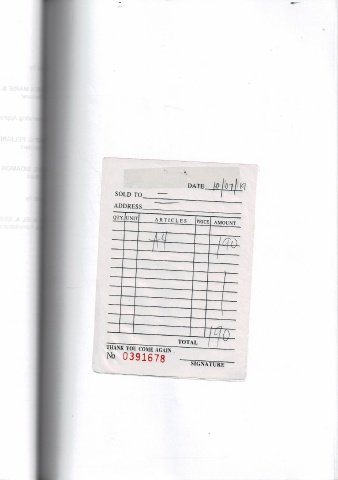 DATE 10/07/19
SOLD TO —
ADDRESS
QTY. UNIT ARTICLES PRICE AMOUNT
A4 190
TOTAL 190
THANK YOU COME AGAIN
No 0391678
SIGNATURE